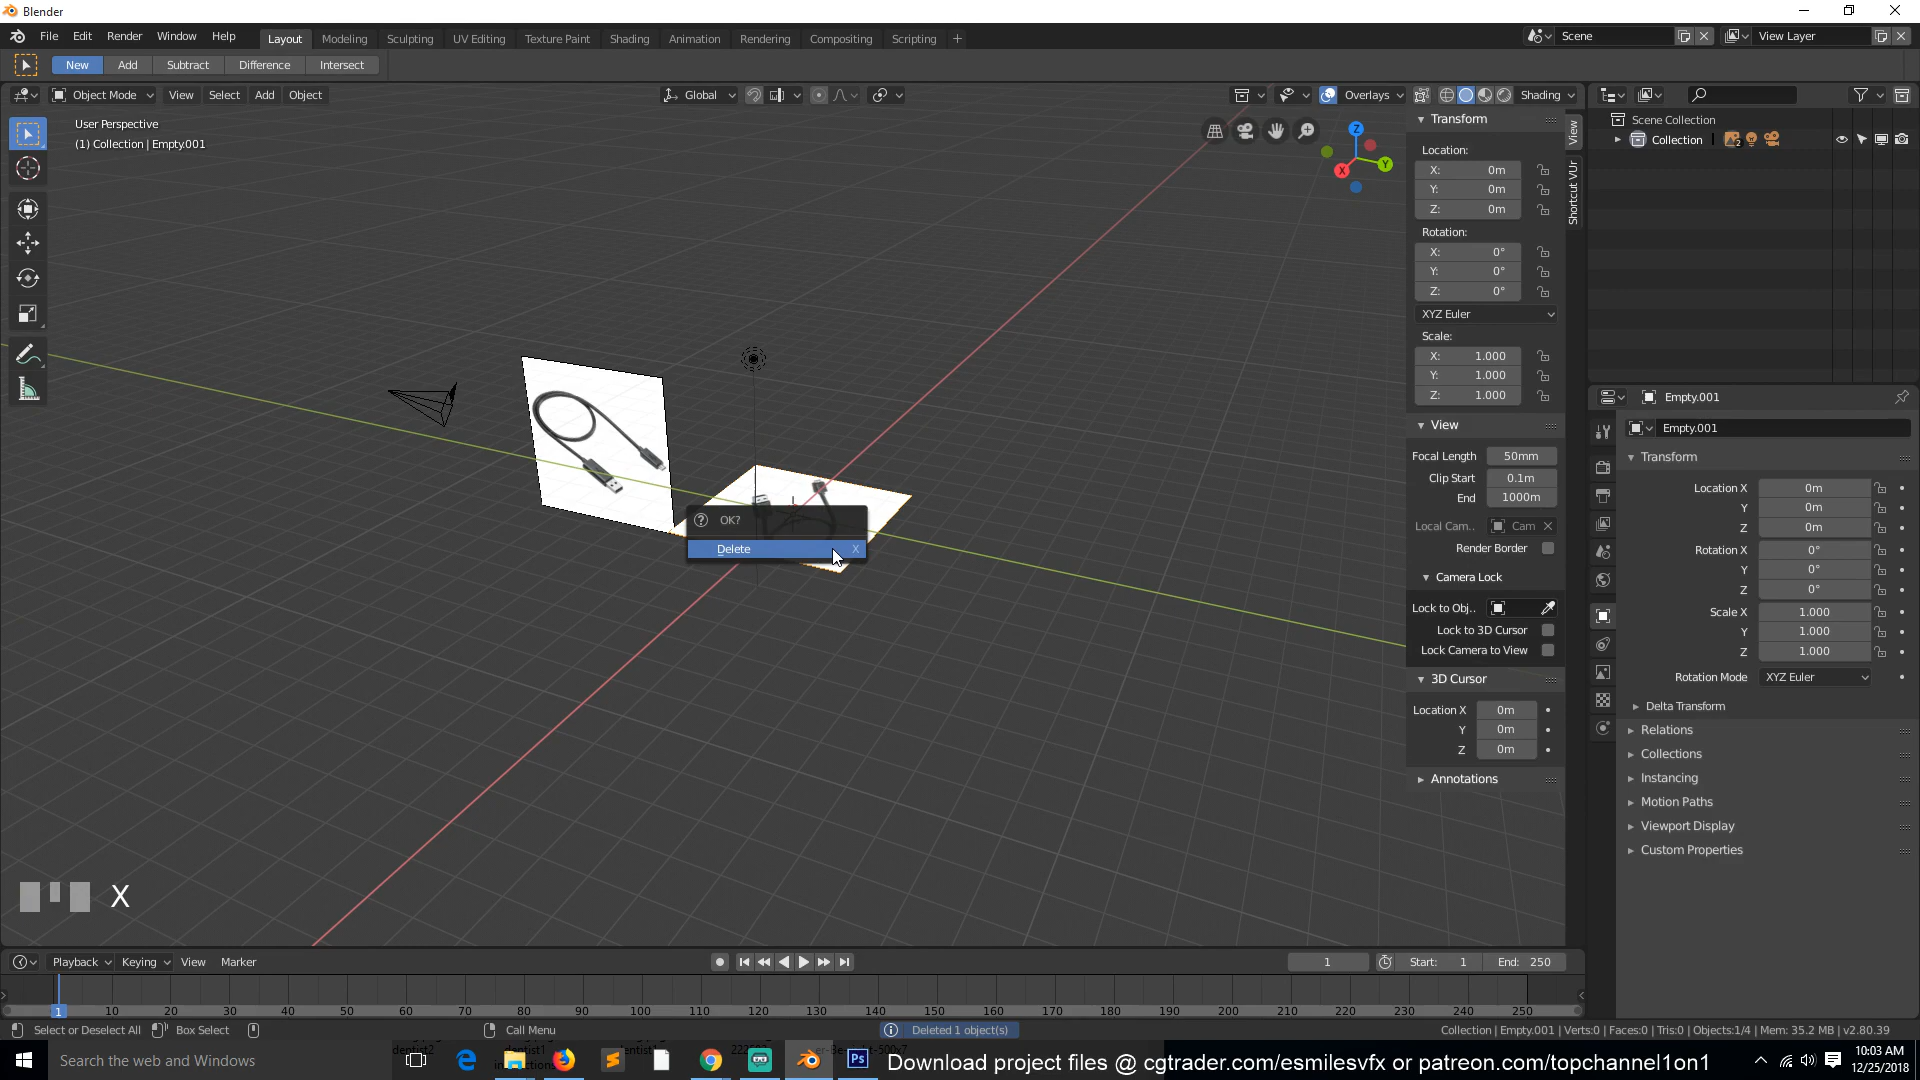 Blender
File Edit Render Window Help Layout Modeling Sculpting UV Editing Texture Paint Shading Animation Rendering Compositing Scripting + Scene View Layer
New Add Subtract Difference Intersect
Object Mode View Select Add Object Global Overlays Shading
User Perspective
(1) Collection | Empty.001
Z
Y
X
Transform
Location:
X: 0m
Y: 0m
Z: 0m
Rotation:
X: 0°
Y: 0°
Z: 0°
XYZ Euler
Scale:
X: 1.000
Y: 1.000
Z: 1.000
View
Focal Length 50mm
Clip Start 0.1m
End 1000m
Local Cam.. Cam
Render Border
Camera Lock
Lock to Obj..
Lock to 3D Cursor
Lock Camera to View
3D Cursor
Location X 0m
Y 0m
Z 0m
Annotations
View
Shortcut VUr
Scene Collection
Collection 2
Empty.001
Empty.001
Transform
Location X 0m
Y 0m
Z 0m
Rotation X 0°
Y 0°
Z 0°
Scale X 1.000
Y 1.000
Z 1.000
Rotation Mode XYZ Euler
Delta Transform
Relations
Collections
Instancing
Motion Paths
Viewport Display
Custom Properties
OK?
Delete X
X
Playback Keying View Marker 1 Start: 1 End: 250
1 10 20 30 40 50 60 70 80 90 100 110 120 130 140 150 160 170 180 190 200 210 220 230 240 250
Select or Deselect All Box Select Call Menu Deleted 1 object(s) Collection | Empty.001 | Verts:0 | Faces:0 | Tris:0 | Objects:1/4 | Mem: 35.2 MB | v2.80.39
Search the web and Windows
Ps
Download project files @ cgtrader.com/esmilesvfx or patreon.com/topchannel1on1
10:03 AM
12/25/2018